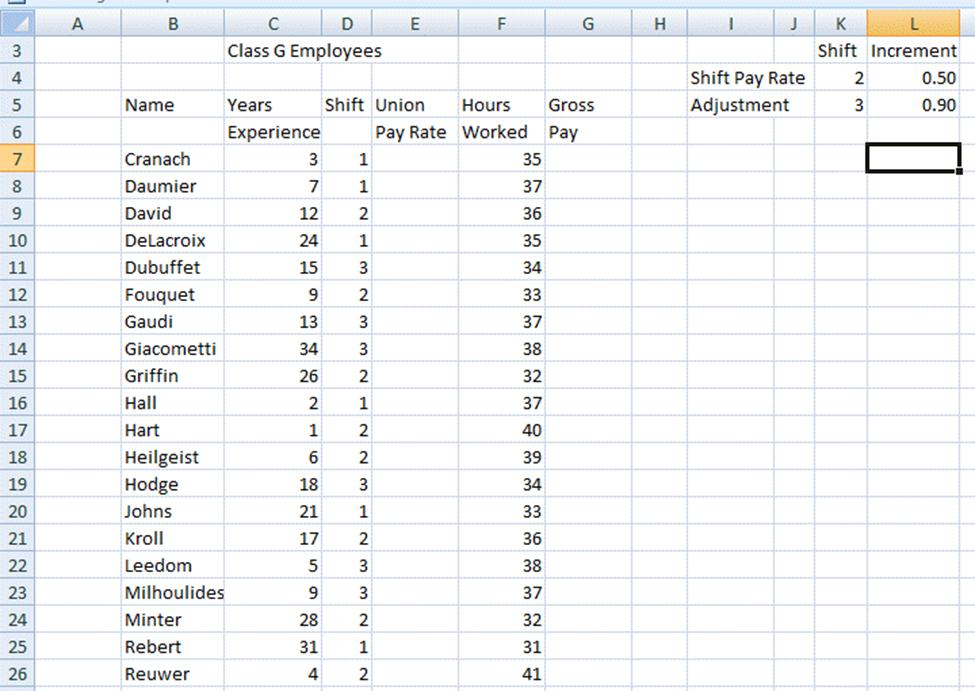 A B C D E F G H I J K L
3 Class G Employees Shift Increment
4 Shift Pay Rate 2 0.50
5 Name Years Shift Union Hours Gross Adjustment 3 0.90
6 Experience Pay Rate Worked Pay
7 Cranach 3 1 35
8 Daumier 7 1 37
9 David 12 2 36
10 DeLacroix 24 1 35
11 Dubuffet 15 3 34
12 Fouquet 9 2 33
13 Gaudi 13 3 37
14 Giacometti 34 3 38
15 Griffin 26 2 32
16 Hall 2 1 37
17 Hart 1 2 40
18 Heilgeist 6 2 39
19 Hodge 18 3 34
20 Johns 21 1 33
21 Kroll 17 2 36
22 Leedom 5 3 38
23 Milhoulides 9 3 37
24 Minter 28 2 32
25 Rebert 31 1 31
26 Reuwer 4 2 41